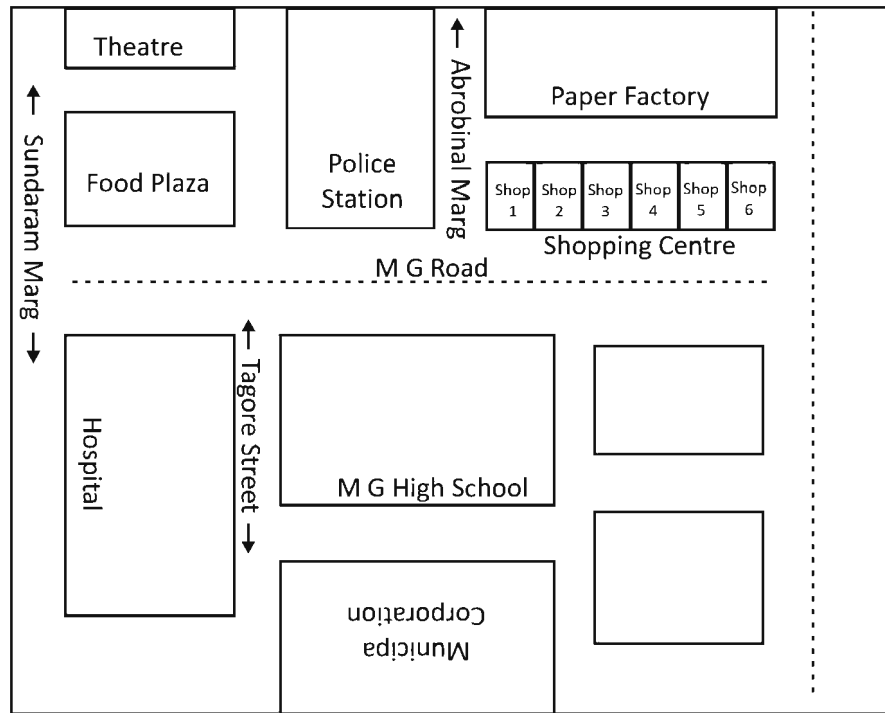 Theatre
Food Plaza
Sundaram Marg
Police
Station
Abrobinal Marg
Paper Factory
Shop
1
Shop
2
Shop
3
Shop
4
Shop
5
Shop
6
Shopping Centre
M G Road
Hospital
Tagore Street
M G High School
Municipa
Corporation